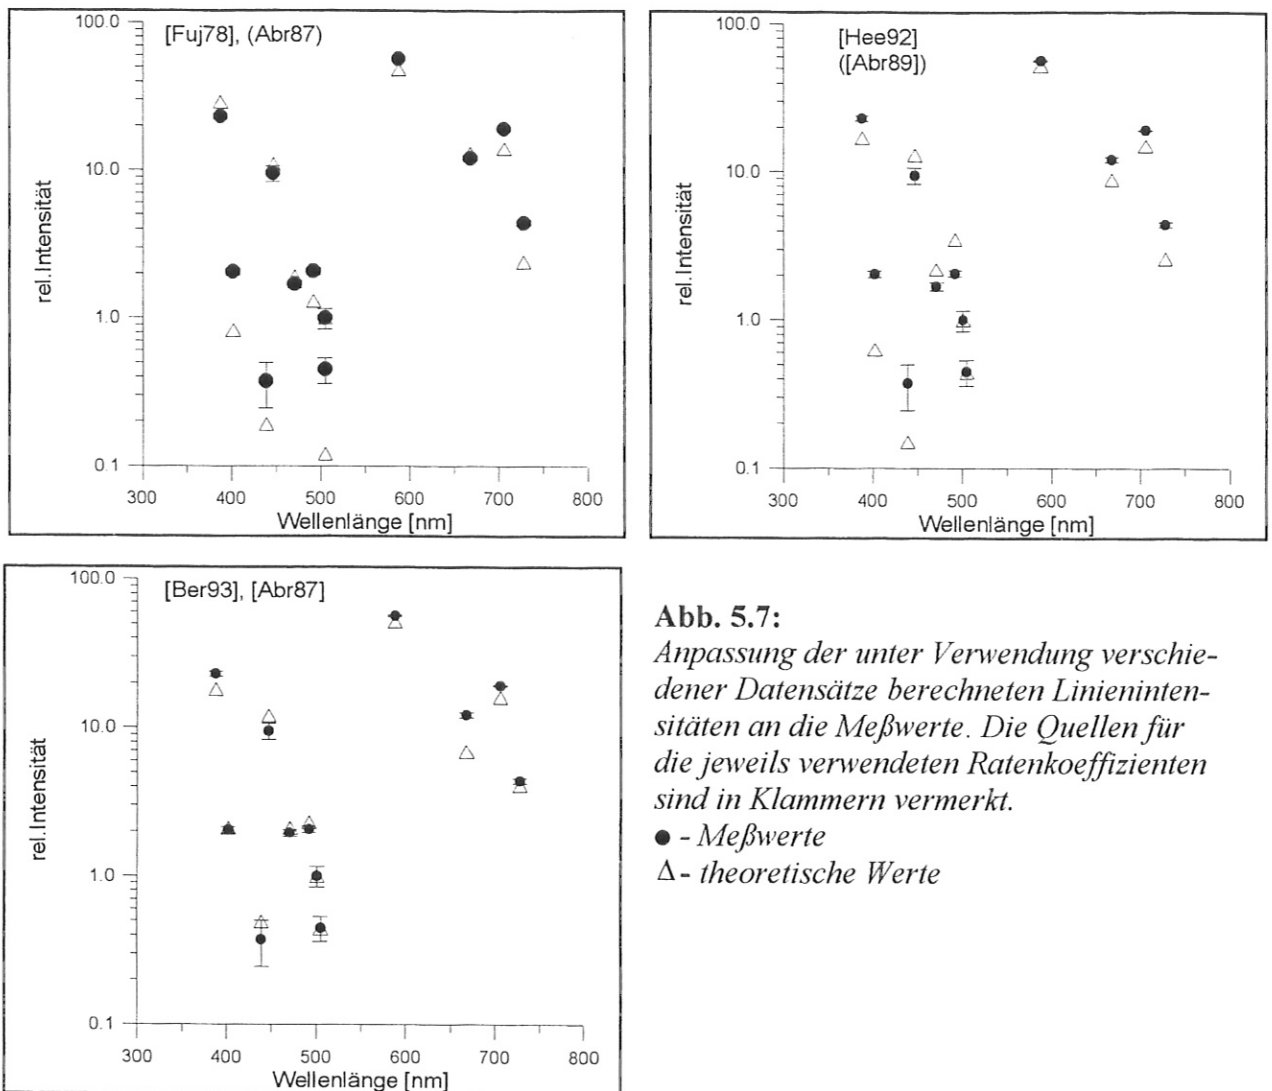 [Fuj78], (Abr87)
100.0
10.0
1.0
0.1
rel.Intensität
300 400 500 600 700 800
Wellenlänge [nm]
[Hee92]
([Abr89])
100.0
10.0
1.0
0.1
rel.Intensität
300 400 500 600 700 800
Wellenlänge [nm]
[Ber93], [Abr87]
100.0
10.0
1.0
0.1
rel.Intensität
300 400 500 600 700 800
Wellenlänge [nm]
Abb. 5.7:
Anpassung der unter Verwendung verschie-
dener Datensätze berechneten Linieninten-
sitäten an die Meßwerte. Die Quellen für
die jeweils verwendeten Ratenkoeffizienten
sind in Klammern vermerkt.
● - Meßwerte
Δ - theoretische Werte